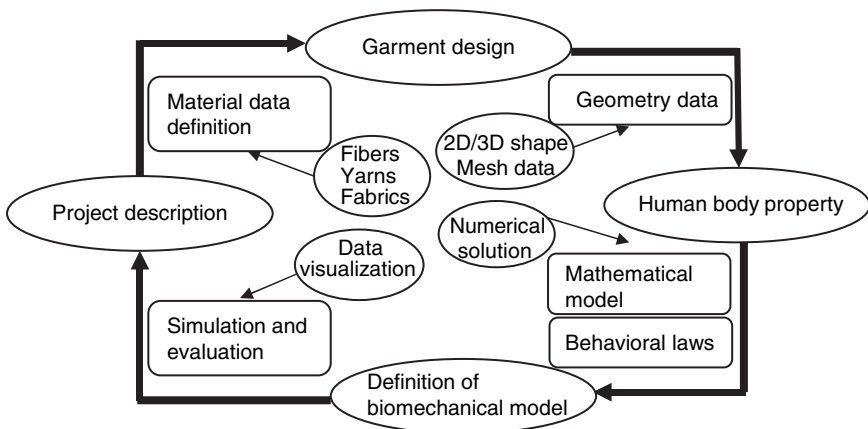 Garment design
Material data
definition
Geometry data
2D/3D shape
Mesh data
Fibers
Yarns
Fabrics
Project description
Human body property
Numerical
solution
Data
visualization
Mathematical
model
Simulation and
evaluation
Behavioral laws
Definition of
biomechanical model